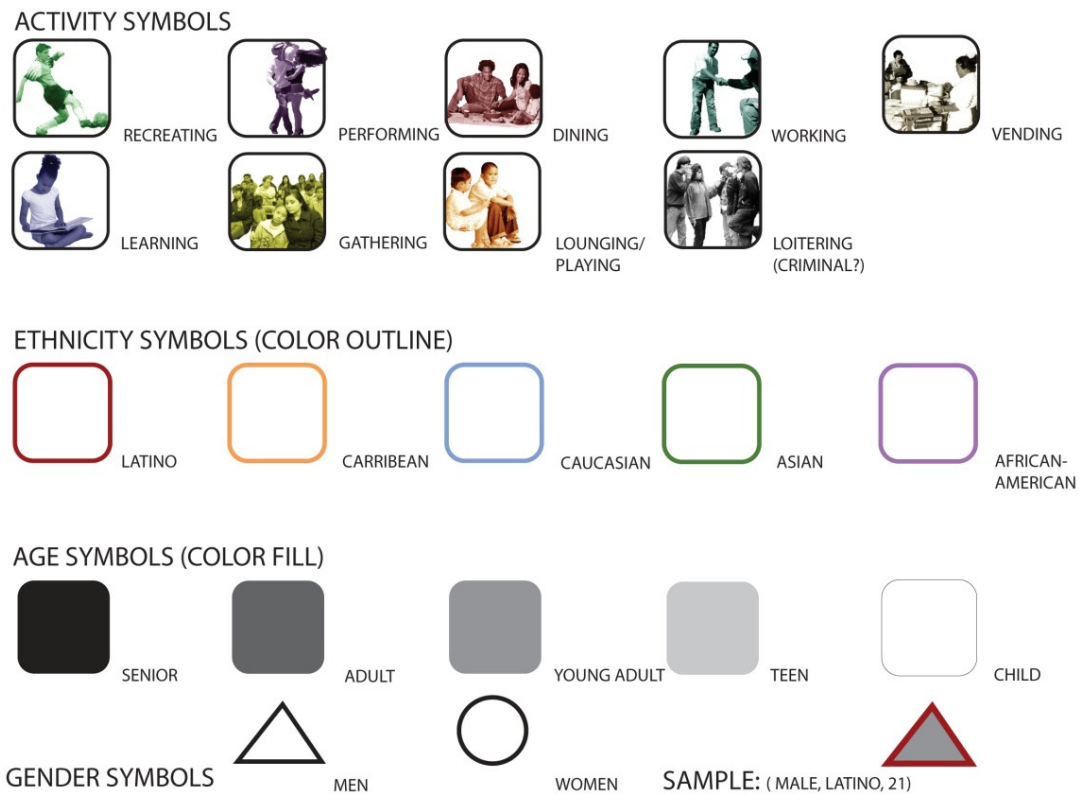 ACTIVITY SYMBOLS
RECREATING
PERFORMING
DINING
WORKING
VENDING
LEARNING
GATHERING
LOUNGING/
PLAYING
LOITERING
(CRIMINAL?)
ETHNICITY SYMBOLS (COLOR OUTLINE)
LATINO
CARRIBEAN
CAUCASIAN
ASIAN
AFRICAN-
AMERICAN
AGE SYMBOLS (COLOR FILL)
SENIOR
ADULT
YOUNG ADULT
TEEN
CHILD
GENDER SYMBOLS
MEN
WOMEN
SAMPLE: ( MALE, LATINO, 21)